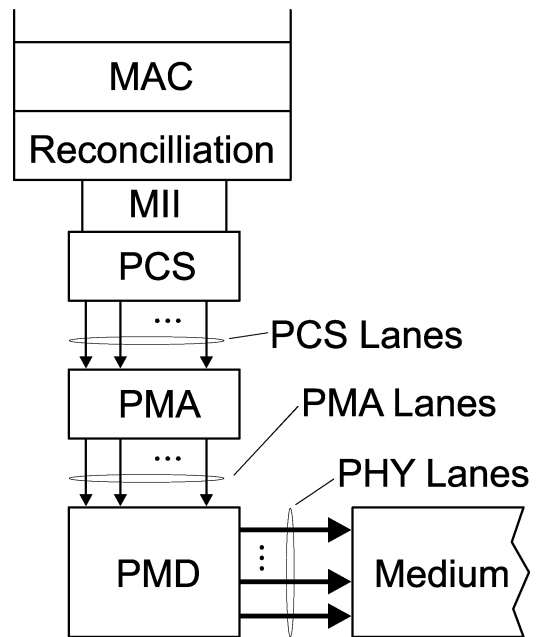 MAC
Reconcilliation
MII
PCS
...
PCS Lanes
PMA
PMA Lanes
...
PHY Lanes
PMD
...
Medium